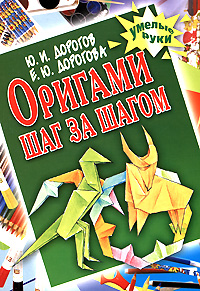 умелые
руки
Ю. И. ДОРОГОВ
Е. Ю. ДОРОГОВА
ОРИГАМИ
ШАГ ЗА ШАГОМ